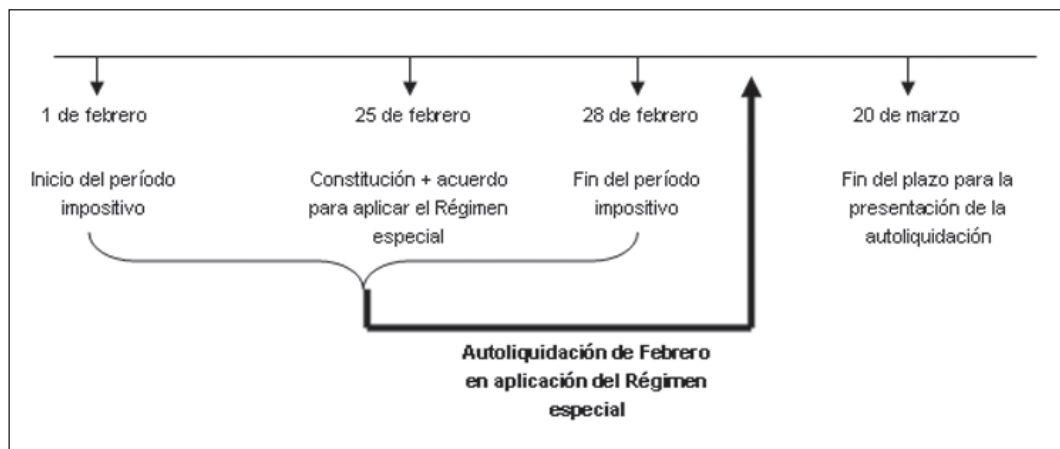 1 de febrero
25 de febrero
28 de febrero
20 de marzo
Inicio del período
impositivo
Constitución + acuerdo
para aplicar el Régimen
especial
Fin del período
impositivo
Fin del plazo para la
presentación de la
autoliquidación
Autoliquidación de Febrero
en aplicación del Régimen
especial